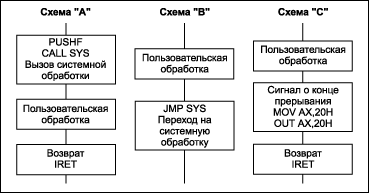 Схема "А"
PUSHF
CALL SYS
Вызов системной
обработки
Пользовательская
обработка
Возврат
IRET
Схема "В"
Пользовательская
обработка
JMP SYS
Переход на
системную
обработку
Схема "С"
Пользовательская
обработка
Сигнал о конце
прерывания
MOV AX,20H
OUT AX,20H
Возврат
IRET